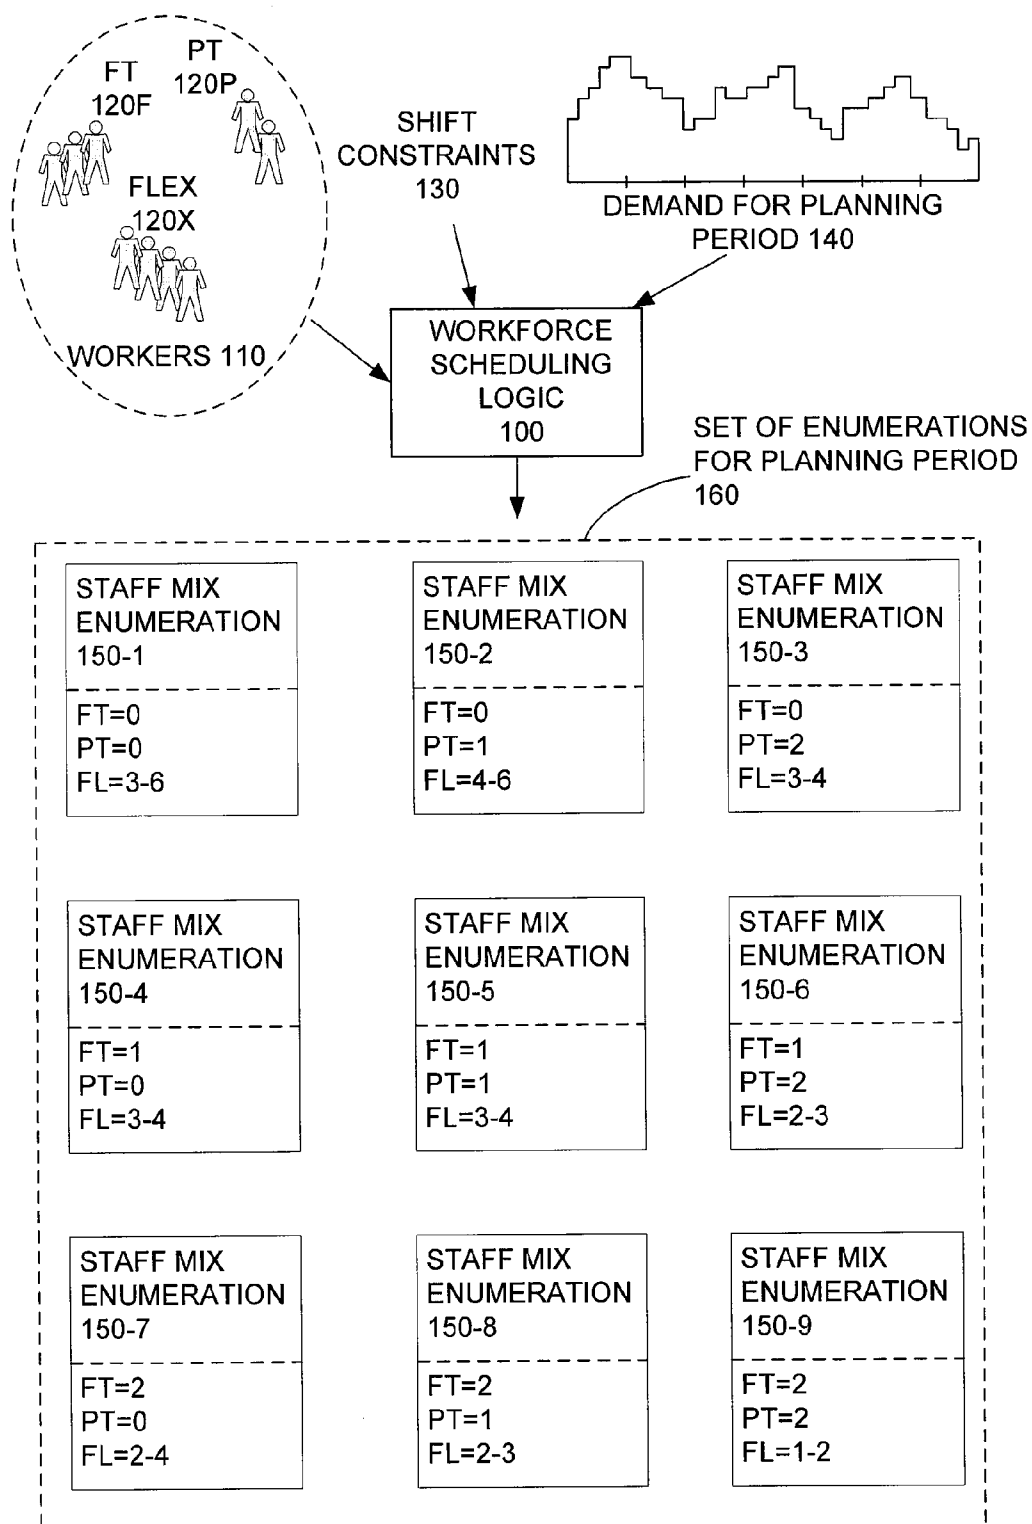 PT
120P
FT
120F
FLEX
120X
WORKERS 110
SHIFT
CONSTRAINTS
130
DEMAND FOR PLANNING
PERIOD 140
WORKFORCE
SCHEDULING
LOGIC
100
SET OF ENUMERATIONS
FOR PLANNING PERIOD
160
STAFF MIX
ENUMERATION
150-1
FT=0
PT=0
FL=3-6
STAFF MIX
ENUMERATION
150-2
FT=0
PT=1
FL=4-6
STAFF MIX
ENUMERATION
150-3
FT=0
PT=2
FL=3-4
STAFF MIX
ENUMERATION
150-4
FT=1
PT=0
FL=3-4
STAFF MIX
ENUMERATION
150-5
FT=1
PT=1
FL=3-4
STAFF MIX
ENUMERATION
150-6
FT=1
PT=2
FL=2-3
STAFF MIX
ENUMERATION
150-7
FT=2
PT=0
FL=2-4
STAFF MIX
ENUMERATION
150-8
FT=2
PT=1
FL=2-3
STAFF MIX
ENUMERATION
150-9
FT=2
PT=2
FL=1-2